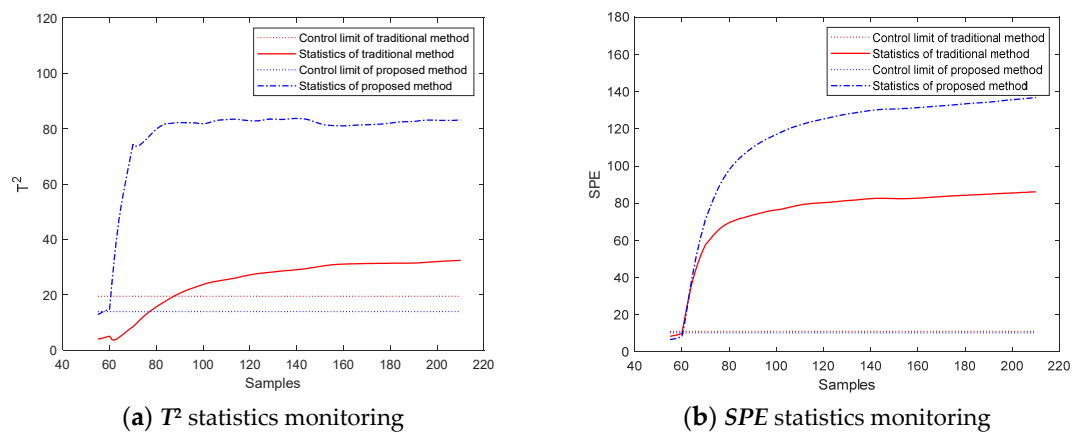 120
100
80
60
40
20
0
T²
Control limit of traditional method
Statistics of traditional method
Control limit of proposed method
Statistics of proposed method
40 60 80 100 120 140 160 180 200 220
Samples
(a) T² statistics monitoring
180
160
140
120
100
80
60
40
20
0
SPE
Control limit of traditional method
Statistics of traditional method
Control limit of proposed method
Statistics of proposed method
40 60 80 100 120 140 160 180 200 220
Samples
(b) SPE statistics monitoring